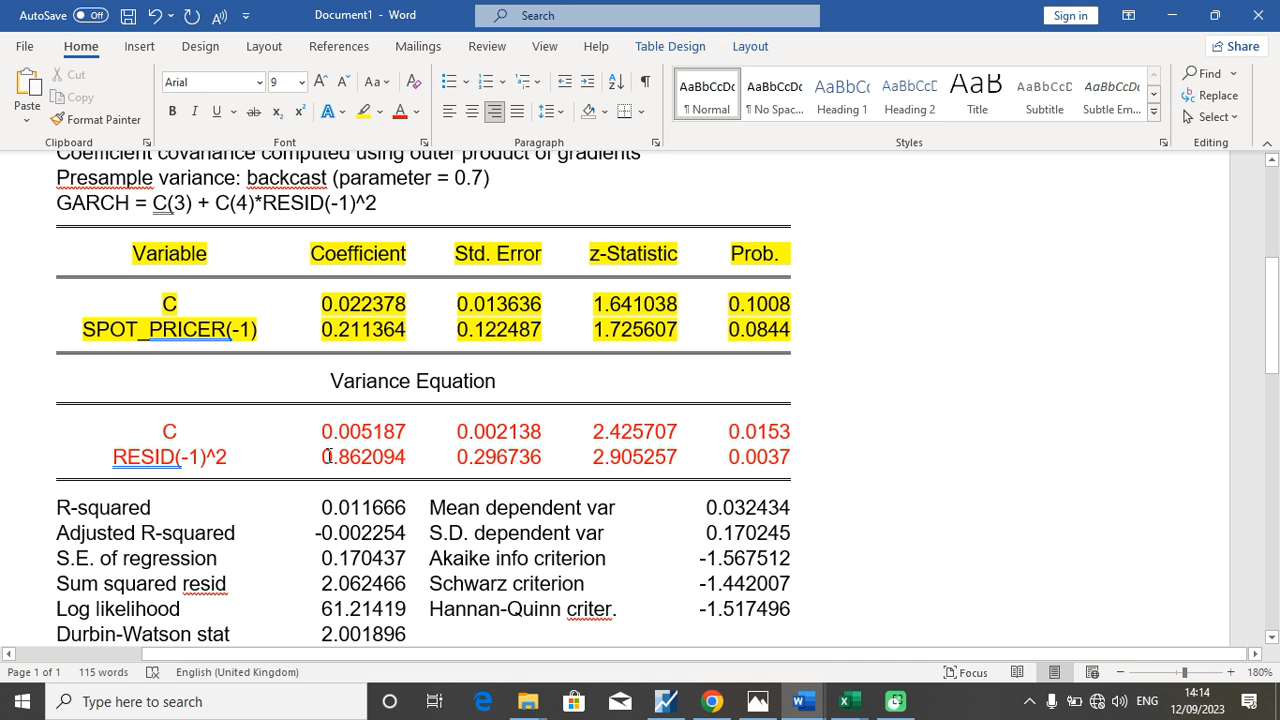 AutoSave Off Document1 - Word Search Sign in
File Home Insert Design Layout References Mailings Review View Help Table Design Layout Share
Paste Cut Copy Format Painter Clipboard
Arial 9 Font
Paragraph
AaBbCcDc ¶ Normal
AaBbCcDc ¶ No Spac...
AaBbCc Heading 1
AaBbCcD Heading 2
AaB Title
AaBbCcD Subtitle
AaBbCcDc Subtle Em...
Styles
Find Replace Select Editing
Coefficient covariance computed using outer product of gradients
Presample variance: backcast (parameter = 0.7)
GARCH = C(3) + C(4)*RESID(-1)^2
Variable Coefficient Std. Error z-Statistic Prob.
C 0.022378 0.013636 1.641038 0.1008
SPOT_PRICER(-1) 0.211364 0.122487 1.725607 0.0844
Variance Equation
C 0.005187 0.002138 2.425707 0.0153
RESID(-1)^2 0.862094 0.296736 2.905257 0.0037
R-squared 0.011666 Mean dependent var 0.032434
Adjusted R-squared -0.002254 S.D. dependent var 0.170245
S.E. of regression 0.170437 Akaike info criterion -1.567512
Sum squared resid 2.062466 Schwarz criterion -1.442007
Log likelihood 61.21419 Hannan-Quinn criter. -1.517496
Durbin-Watson stat 2.001896
Page 1 of 1 115 words English (United Kingdom) Focus 180%
Type here to search ENG 14:14
12/09/2023